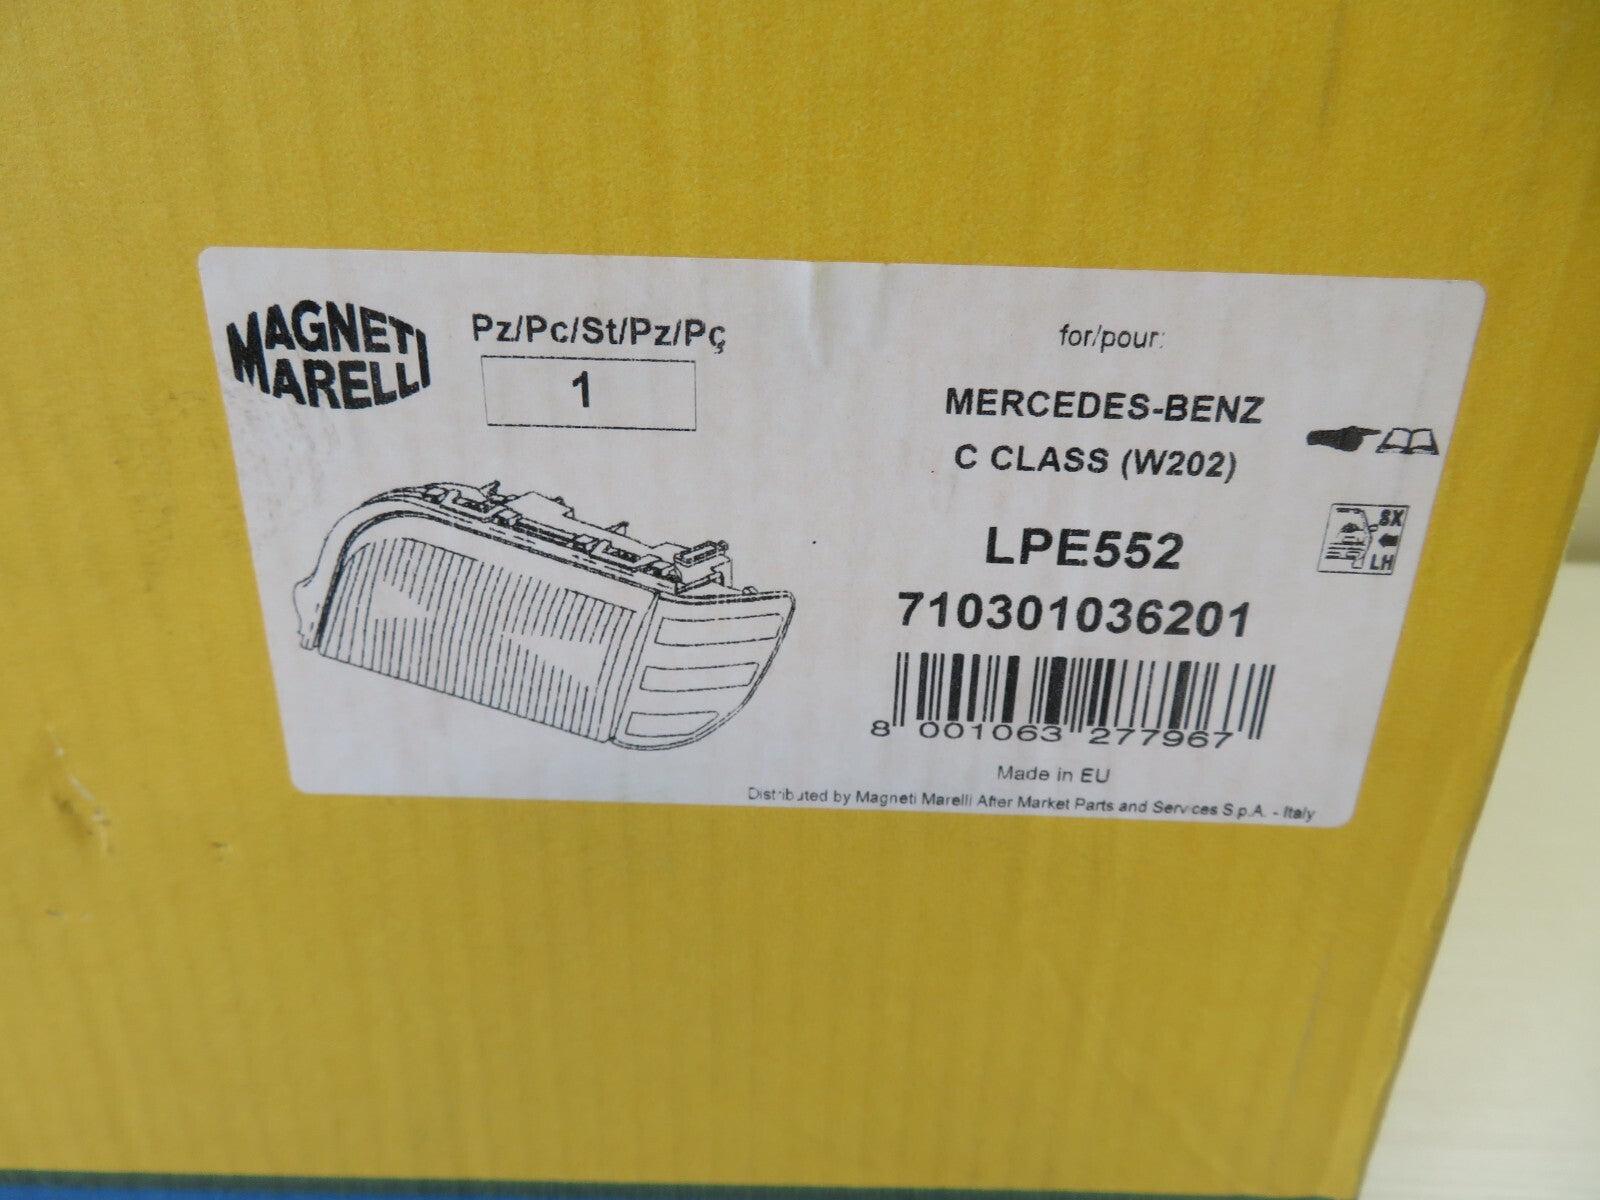 MAGNETI
MARELLI
Pz/Pc/St/Pz/Pç
1
for/pour:
MERCEDES-BENZ
C CLASS (W202)
LPE552
710301036201
SX
LH
8 001063 277967
Made in EU
Distributed by Magneti Marelli After Market Parts and Services S.p.A. - Italy